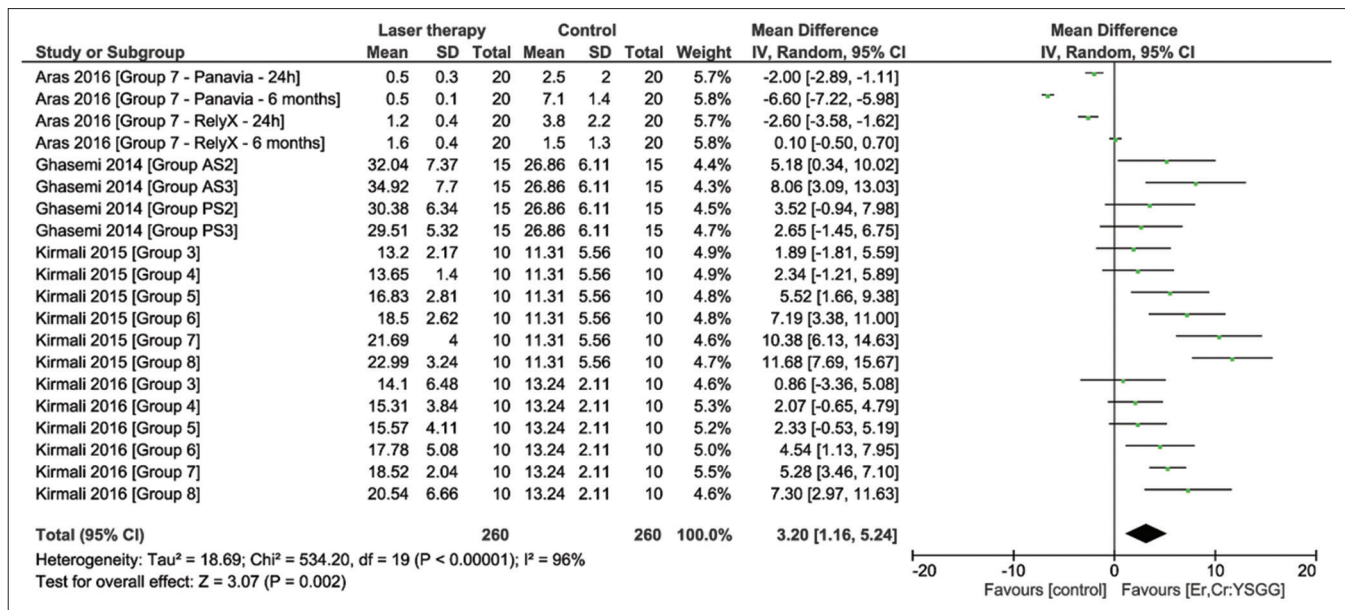 Laser therapy Control Mean Difference Mean Difference
Study or Subgroup Mean SD Total Mean SD Total Weight IV, Random, 95% CI IV, Random, 95% CI
Aras 2016 [Group 7 - Panavia - 24h] 0.5 0.3 20 2.5 2 20 5.7% -2.00 [-2.89, -1.11]
Aras 2016 [Group 7 - Panavia - 6 months] 0.5 0.1 20 7.1 1.4 20 5.8% -6.60 [-7.22, -5.98]
Aras 2016 [Group 7 - RelyX - 24h] 1.2 0.4 20 3.8 2.2 20 5.7% -2.60 [-3.58, -1.62]
Aras 2016 [Group 7 - RelyX - 6 months] 1.6 0.4 20 1.5 1.3 20 5.8% 0.10 [-0.50, 0.70]
Ghasemi 2014 [Group AS2] 32.04 7.37 15 26.86 6.11 15 4.4% 5.18 [0.34, 10.02]
Ghasemi 2014 [Group AS3] 34.92 7.7 15 26.86 6.11 15 4.3% 8.06 [3.09, 13.03]
Ghasemi 2014 [Group PS2] 30.38 6.34 15 26.86 6.11 15 4.5% 3.52 [-0.94, 7.98]
Ghasemi 2014 [Group PS3] 29.51 5.32 15 26.86 6.11 15 4.7% 2.65 [-1.45, 6.75]
Kirmali 2015 [Group 3] 13.2 2.17 10 11.31 5.56 10 4.9% 1.89 [-1.81, 5.59]
Kirmali 2015 [Group 4] 13.65 1.4 10 11.31 5.56 10 4.9% 2.34 [-1.21, 5.89]
Kirmali 2015 [Group 5] 16.83 2.81 10 11.31 5.56 10 4.8% 5.52 [1.66, 9.38]
Kirmali 2015 [Group 6] 18.5 2.62 10 11.31 5.56 10 4.8% 7.19 [3.38, 11.00]
Kirmali 2015 [Group 7] 21.69 4 10 11.31 5.56 10 4.6% 10.38 [6.13, 14.63]
Kirmali 2015 [Group 8] 22.99 3.24 10 11.31 5.56 10 4.7% 11.68 [7.69, 15.67]
Kirmali 2016 [Group 3] 14.1 6.48 10 13.24 2.11 10 4.6% 0.86 [-3.36, 5.08]
Kirmali 2016 [Group 4] 15.31 3.84 10 13.24 2.11 10 5.3% 2.07 [-0.65, 4.79]
Kirmali 2016 [Group 5] 15.57 4.11 10 13.24 2.11 10 5.2% 2.33 [-0.53, 5.19]
Kirmali 2016 [Group 6] 17.78 5.08 10 13.24 2.11 10 5.0% 4.54 [1.13, 7.95]
Kirmali 2016 [Group 7] 18.52 2.04 10 13.24 2.11 10 5.5% 5.28 [3.46, 7.10]
Kirmali 2016 [Group 8] 20.54 6.66 10 13.24 2.11 10 4.6% 7.30 [2.97, 11.63]
Total (95% CI) 260 260 100.0% 3.20 [1.16, 5.24]
Heterogeneity: Tau² = 18.69; Chi² = 534.20, df = 19 (P < 0.00001); I² = 96%
Test for overall effect: Z = 3.07 (P = 0.002)
-20 -10 0 10 20
Favours [control] Favours [Er,Cr:YSGG]